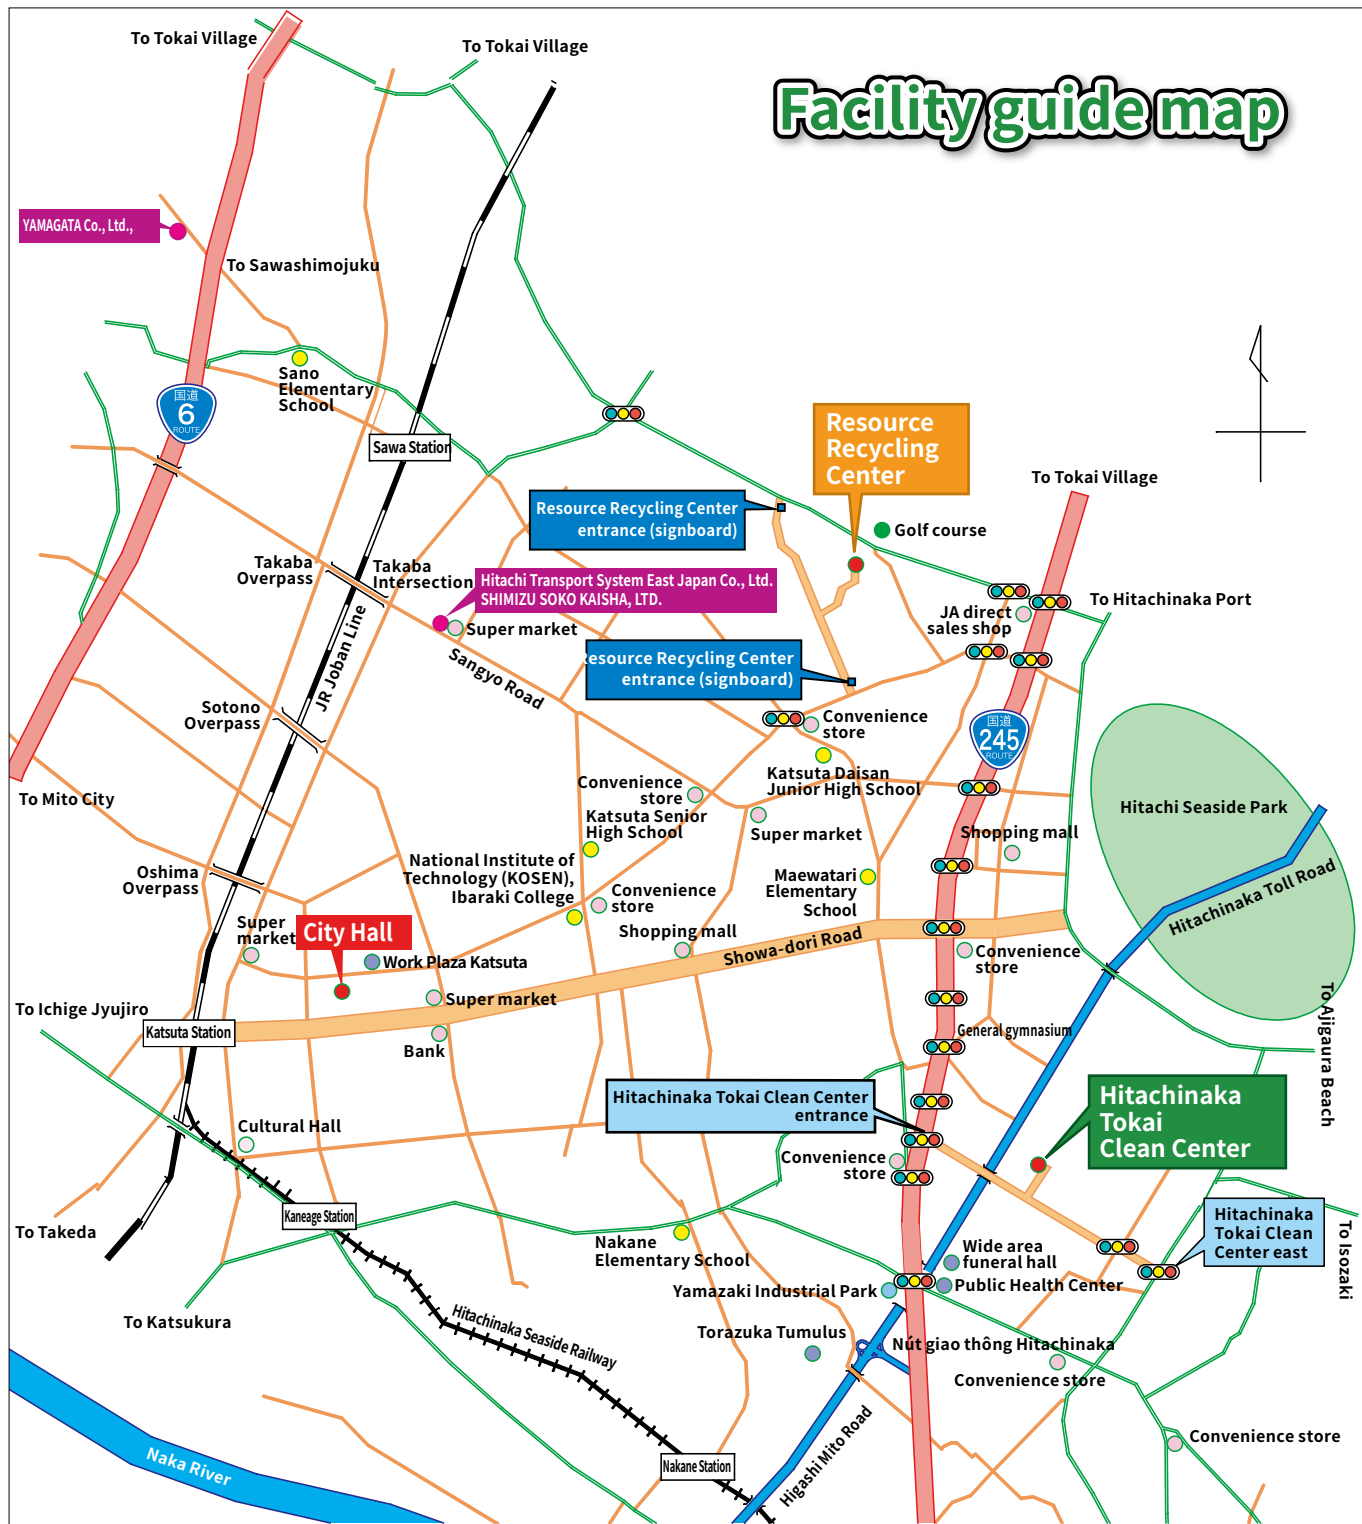 To Tokai Village
To Tokai Village
Facility guide map
YAMAGATA Co., Ltd.,
To Sawashimojuku
Sano
Elementary
School
国道
6
ROUTE
Sawa Station
Resource
Recycling
Center
To Tokai Village
Resource Recycling Center
entrance (signboard)
Golf course
Takaba
Overpass
Takaba
Intersection
Hitachi Transport System East Japan Co., Ltd.
SHIMIZU SOKO KAISHA, LTD.
To Hitachinaka Port
JA direct
sales shop
Super market
JR Joban Line
Sangyo Road
esource Recycling Center
entrance (signboard)
Sotono
Overpass
Convenience
store
国道
245
ROUTE
Katsuta Daisan
Junior High School
To Mito City
Convenience
store
Katsuta Senior
High School
Super market
Shopping mall
Hitachi Seaside Park
Hitachinaka Toll Road
Oshima
Overpass
National Institute of
Technology (KOSEN),
Ibaraki College
Maewatari
Elementary
School
Convenience
store
Super
market
City Hall
Shopping mall
Showa-dori Road
Work Plaza Katsuta
Convenience
store
Super market
To Ichige Jyujiro
Katsuta Station
Bank
General gymnasium
To Ajigaura Beach
Hitachinaka Tokai Clean Center
entrance
Hitachinaka
Tokai
Clean Center
Cultural Hall
Convenience
store
Kaneage Station
To Takeda
Nakane
Elementary School
Wide area
funeral hall
Hitachinaka
Tokai Clean
Center east
To Isozaki
Yamazaki Industrial Park
Public Health Center
To Katsukura
Hitachinaka Seaside Railway
Torazuka Tumulus
Nút giao thông Hitachinaka
Convenience store
Higashi Mito Road
Convenience store
Naka River
Nakane Station